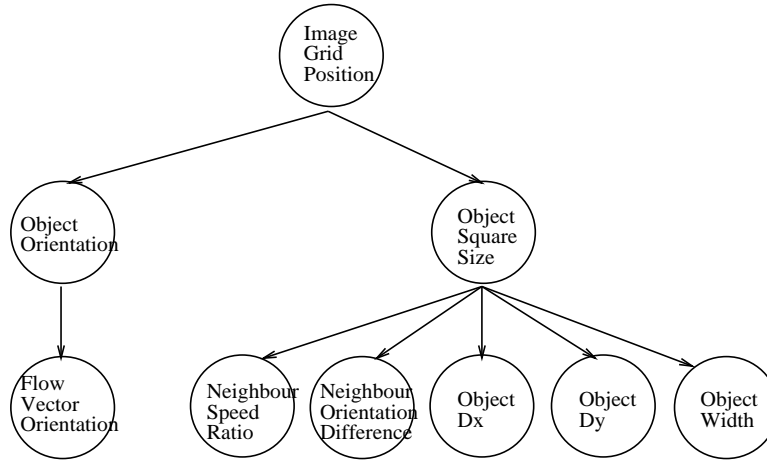 Image
Grid
Position
Object
Orientation
Object
Square
Size
Flow
Vector
Orientation
Neighbour
Speed
Ratio
Neighbour
Orientation
Difference
Object
Dx
Object
Dy
Object
Width